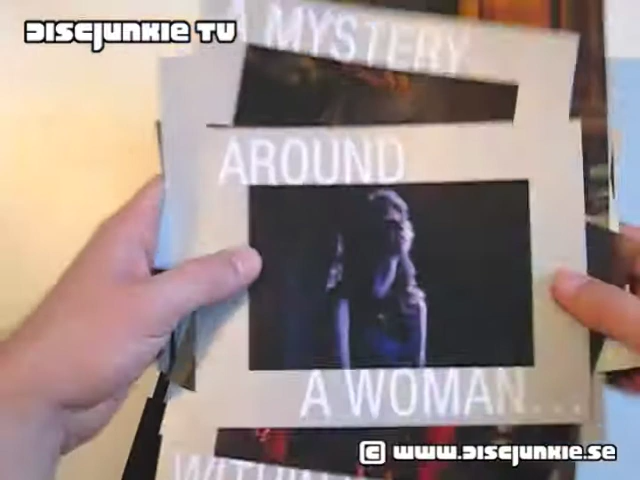 DISCJUNKIE TV
A MYSTERY
AROUND
A WOMAN...
© WWW.DISCJUNKIE.SE